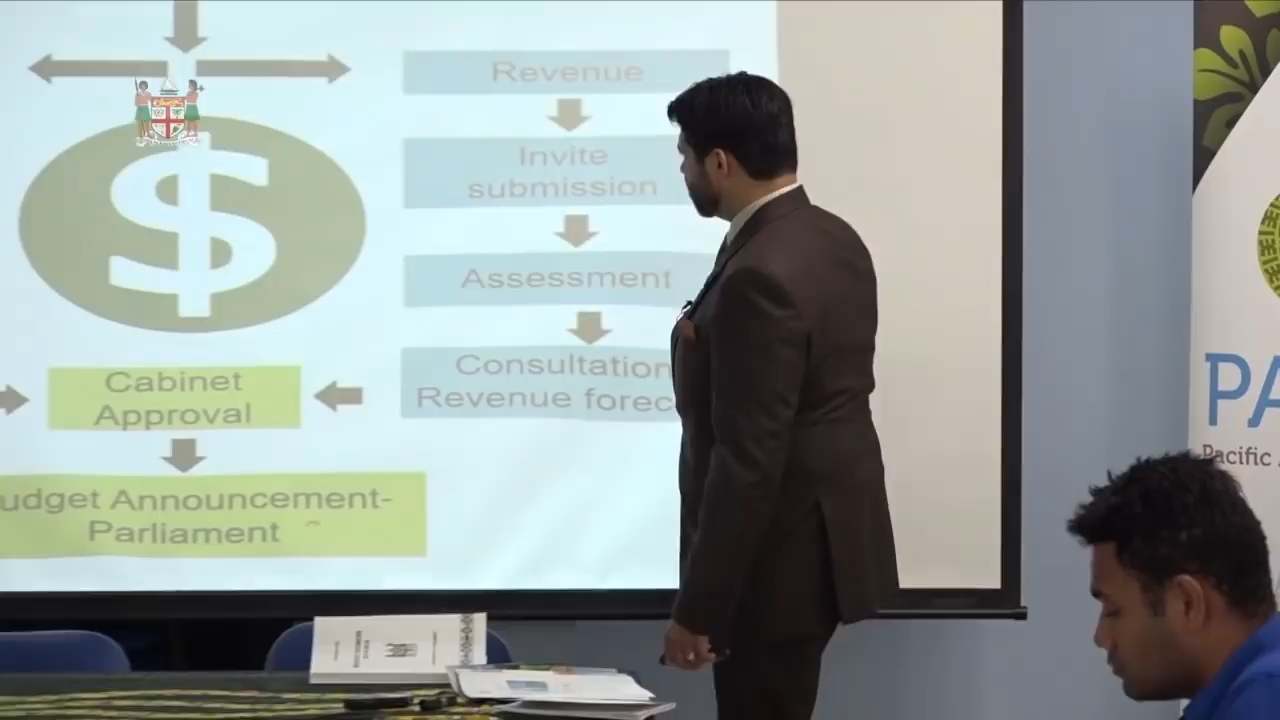 Revenue
Invite
submission
Assessment
Consultation
Revenue forec
Cabinet
Approval
udget Announcement-
Parliament
PA
Pacific